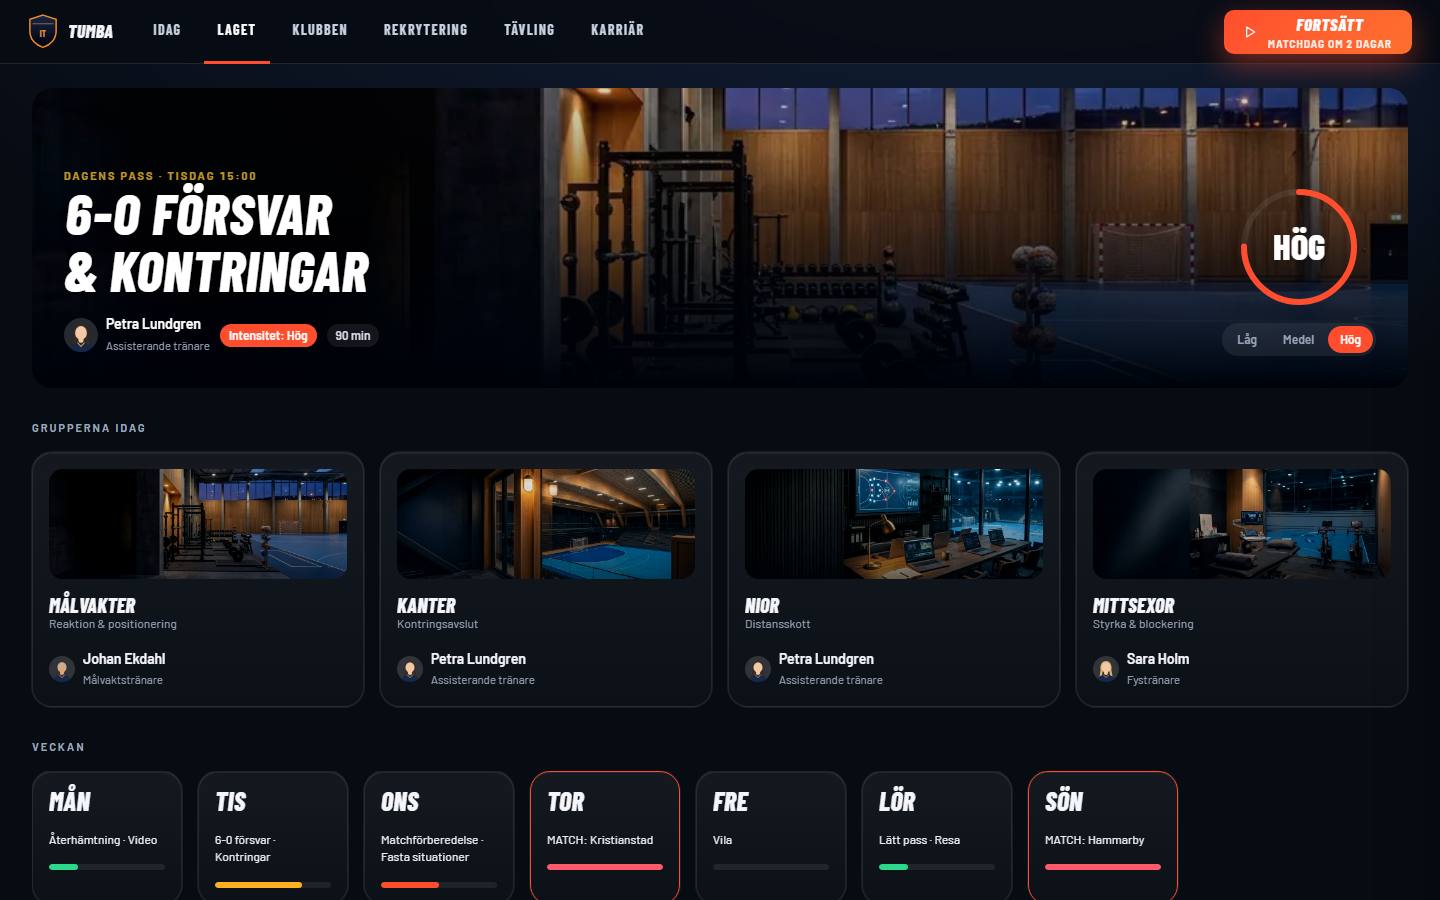 IT
TUMBA
IDAG
LAGET
KLUBBEN
REKRYTERING
TÄVLING
KARRIÄR
FORTSÄTT
MATCHDAG OM 2 DAGAR
DAGENS PASS · TISDAG 15:00
6-0 FÖRSVAR
& KONTRINGAR
Petra Lundgren
Assisterande tränare
Intensitet: Hög
90 min
HÖG
Låg
Medel
Hög
GRUPPERNA IDAG
MÅLVAKTER
Reaktion & positionering
Johan Ekdahl
Målvaktstränare
KANTER
Kontringsavslut
Petra Lundgren
Assisterande tränare
NIOR
Distansskott
Petra Lundgren
Assisterande tränare
MITTSEXOR
Styrka & blockering
Sara Holm
Fystränare
VECKAN
MÅN
Återhämtning · Video
TIS
6-0 försvar ·
Kontringar
ONS
Matchförberedelse ·
Fasta situationer
TOR
MATCH: Kristianstad
FRE
Vila
LÖR
Lätt pass · Resa
SÖN
MATCH: Hammarby